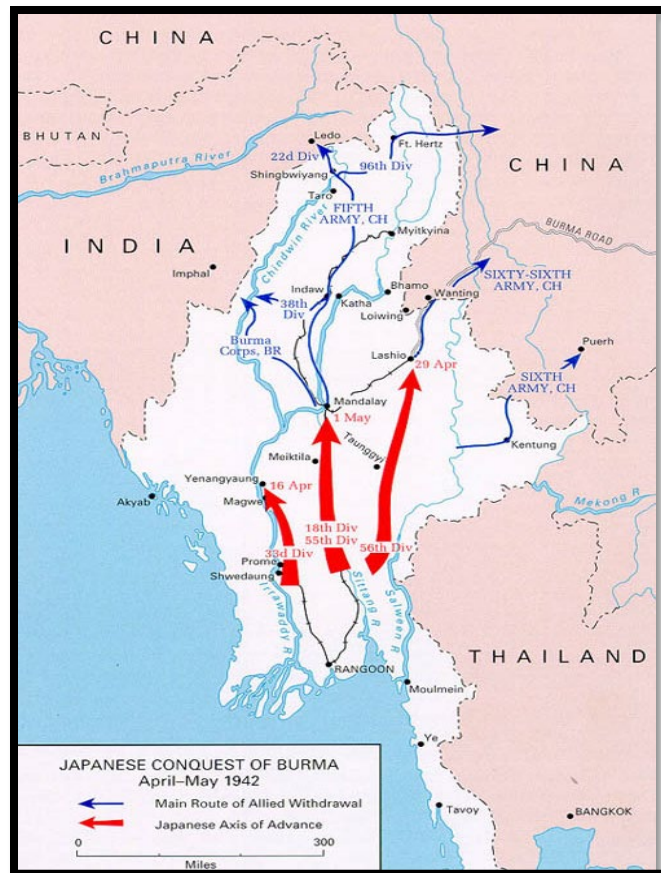 CHINA
BHUTAN
Brahmaputra River
Ledo
Ft. Hertz
22d Div
96th Div
Shingbwiyang
Taro
CHINA
FIFTH
ARMY, CH
INDIA
Chindwin River
Myitkyina
BURMA ROAD
Imphal
SIXTY-SIXTH
ARMY, CH
Indaw
38th
Div
Katha
Bhamo
Wanting
Loiwing
Burma
Corps, BR
Lashio
29 Apr
Puerh
SIXTH
ARMY, CH
Mandalay
1 May
Kentung
Meiktila
Taunggyi
Yenangyaung
16 Apr
Magwe
Akyab
Mekong R
18th Div
55th Div
33d Div
56th Div
Prome
Shwedaung
Irrawaddy R
Sittang R
Salween R
RANGOON
THAILAND
Moulmein
Ye
Tavoy
BANGKOK
JAPANESE CONQUEST OF BURMA
April–May 1942
Main Route of Allied Withdrawal
Japanese Axis of Advance
0 300
Miles